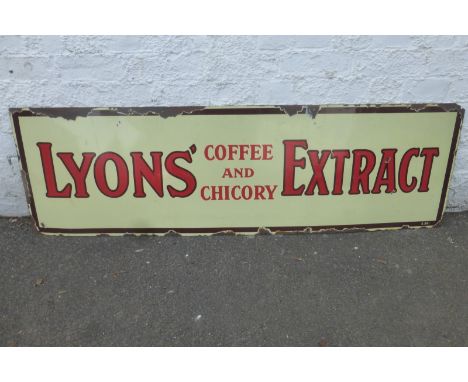 LYONS' COFFEE AND CHICORY EXTRACT